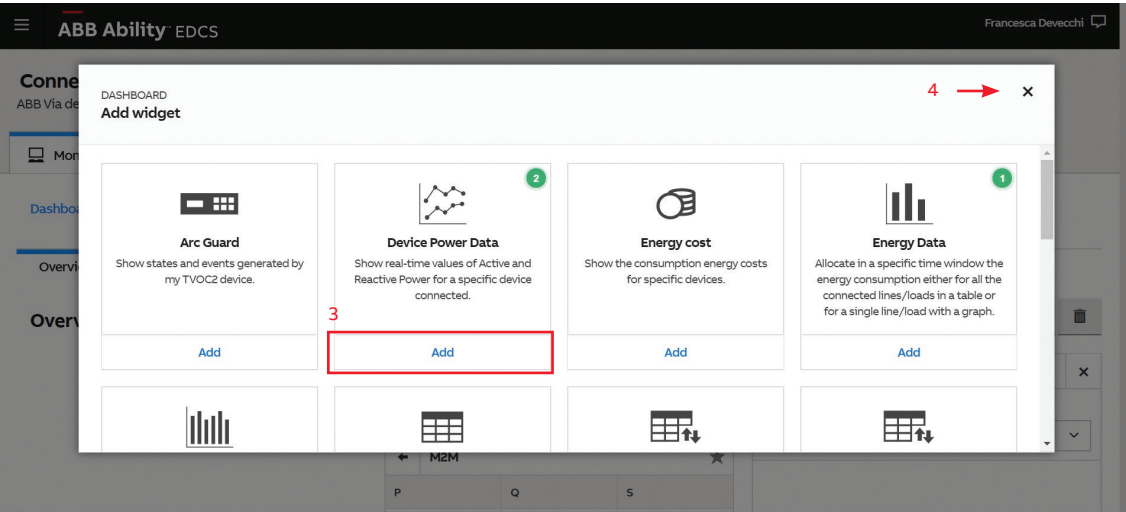 ABB Ability™ EDCS
Francesca Devecchi
Conne
ABB Via de
DASHBOARD
Add widget
4
Mon
Dashboa
Overvi
Overv
2
1
Arc Guard
Show states and events generated by
my TVOC2 device.
Add
Device Power Data
Show real-time values of Active and
Reactive Power for a specific device
connected.
3
Add
Energy cost
Show the consumption energy costs
for specific devices.
Add
Energy Data
Allocate in a specific time window the
energy consumption either for all the
connected lines/loads in a table or
for a single line/load with a graph.
Add
M2M
P Q S